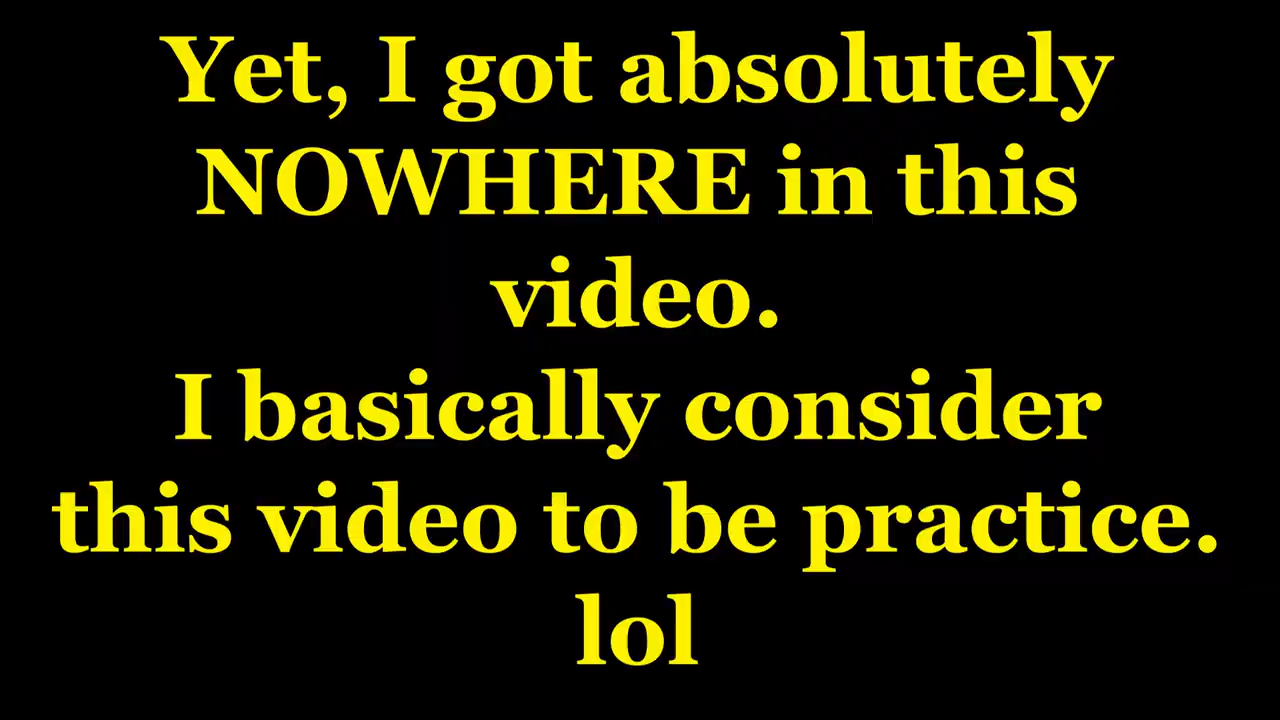 Yet, I got absolutely
NOWHERE in this
video.
I basically consider
this video to be practice.
lol